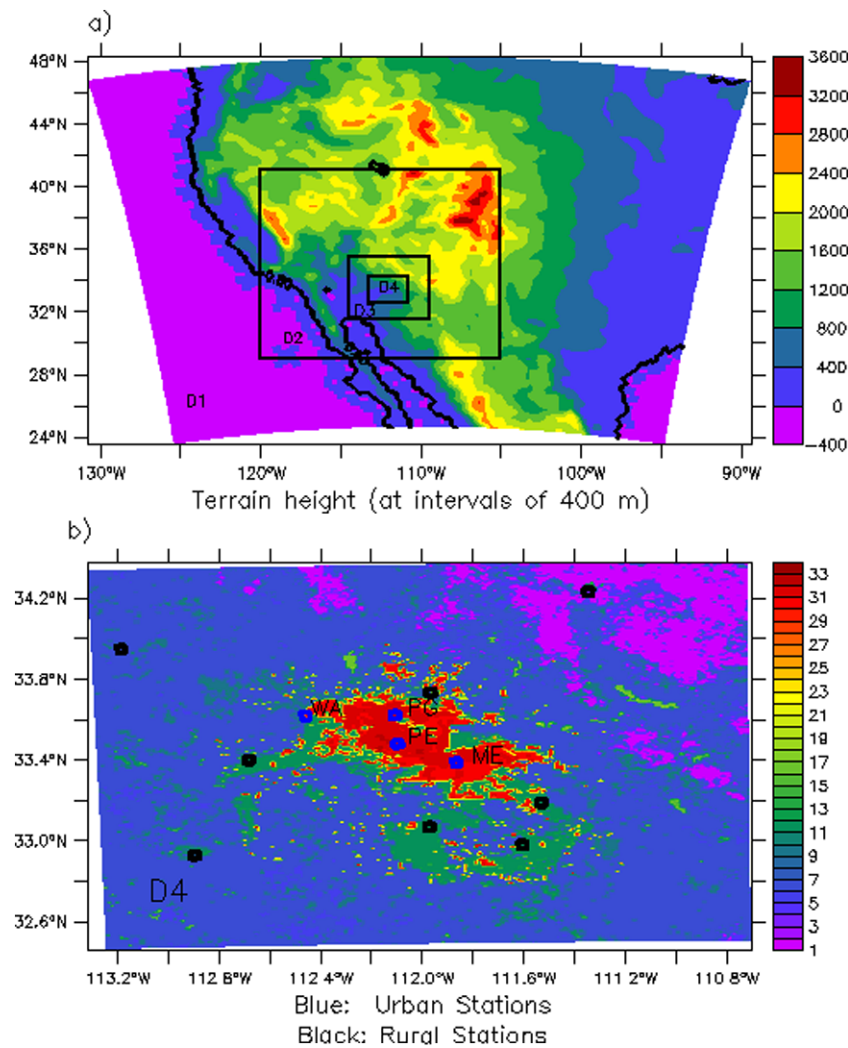 a)
48°N
44°N
40°N
36°N
32°N
28°N
24°N
D4
D3
D2
D1
3600
3200
2800
2400
2000
1600
1200
800
400
0
-400
130°W 120°W 110°W 100°W 90°W
Terrain height (at intervals of 400 m)
b)
34.2°N
33.8°N
33.4°N
33.0°N
32.6°N
WA PG
PE
ME
D4
33
31
29
27
25
23
21
19
17
15
13
11
9
7
5
3
1
113.2°W 112.8°W 112.4°W 112.0°W 111.6°W 111.2°W 110.8°W
Blue: Urban Stations
Black: Rural Stations